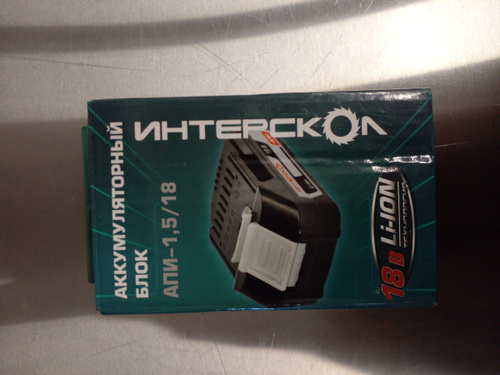 ИНТЕРСКОЛ
АККУМУЛЯТОРНЫЙ
БЛОК
АПИ-1,5/18
18 В Li-ION